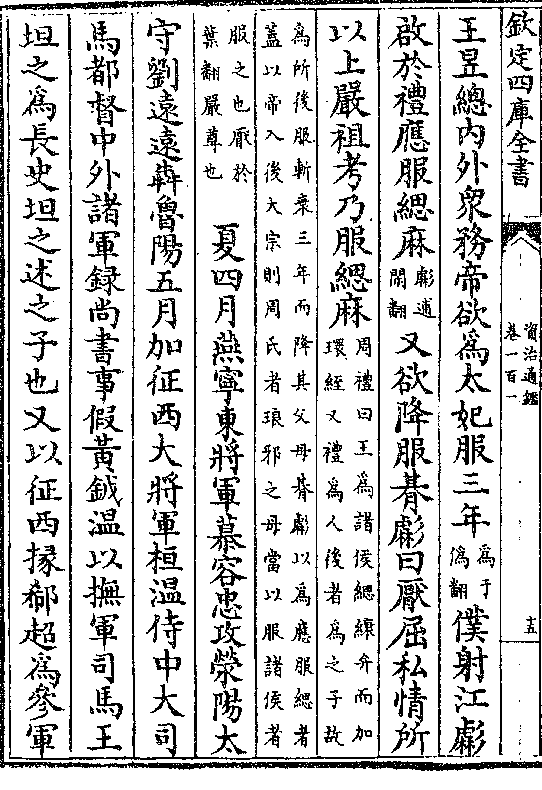 欽定四庫全書
資治通鑑
卷一百一
十五
王昱總内外衆務帝欲為太妃服三年為于偽翻僕射江虨
啟於禮應服緦麻虨逋閑翻又欲降服朞虨曰厭屈私情所
以上嚴祖考乃服緦麻周禮曰王為諸侯緦縗弁而加環絰又禮為人後者為之子故
為所後服斬衰三年而降其父母朞虨以為應服緦者蓋以帝入後大宗則周氏者琅邪之母當以服諸侯者
服之也厭於葉翻嚴尊也 夏四月燕寧東將軍慕容忠攻滎陽太
守劉遠遠犇魯陽五月加征西大將軍桓溫侍中大司
馬都督中外諸軍録尚書事假黄鉞溫以撫軍司馬王
坦之為長史坦之述之子也又以征西掾郗超為參軍